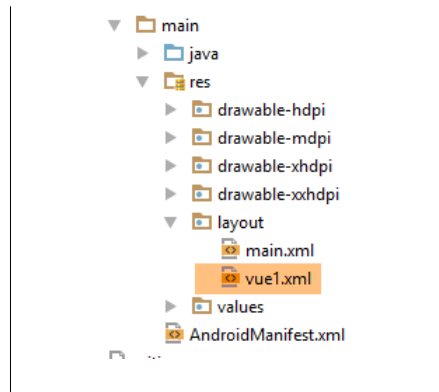 main
java
res
drawable-hdpi
drawable-mdpi
drawable-xhdpi
drawable-xxhdpi
layout
main.xml
vue1.xml
values
AndroidManifest.xml